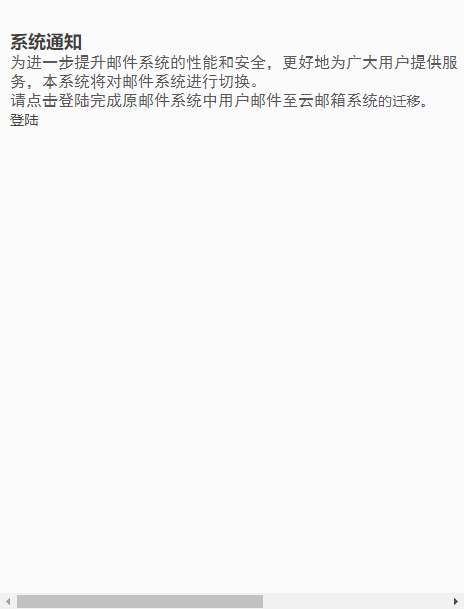 系统通知
为进一步提升邮件系统的性能和安全，更好地为广大用户提供服
务，本系统将对邮件系统进行切换。
请点击登陆完成原邮件系统中用户邮件至云邮箱系统的迁移。
登陆